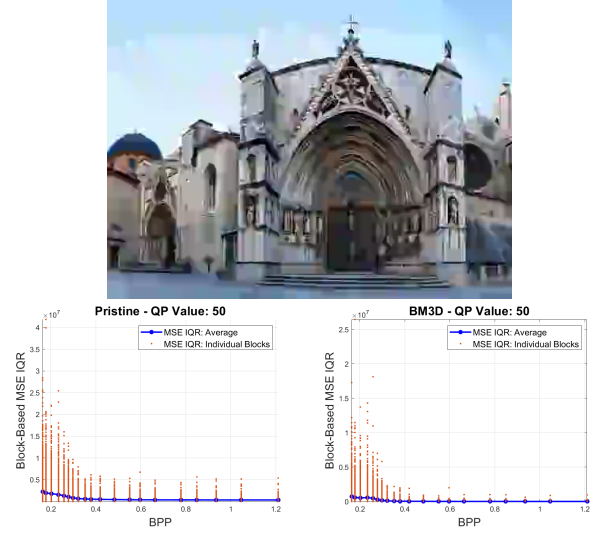 Pristine - QP Value: 50
×10^7
MSE IQR: Average
MSE IQR: Individual Blocks
Block-Based MSE IQR
4
3.5
3
2.5
2
1.5
1
0.5
0.2 0.4 0.6 0.8 1 1.2
BPP
BM3D - QP Value: 50
×10^7
MSE IQR: Average
MSE IQR: Individual Blocks
Block-Based MSE IQR
2.5
2
1.5
1
0.5
0
0.2 0.4 0.6 0.8 1 1.2
BPP